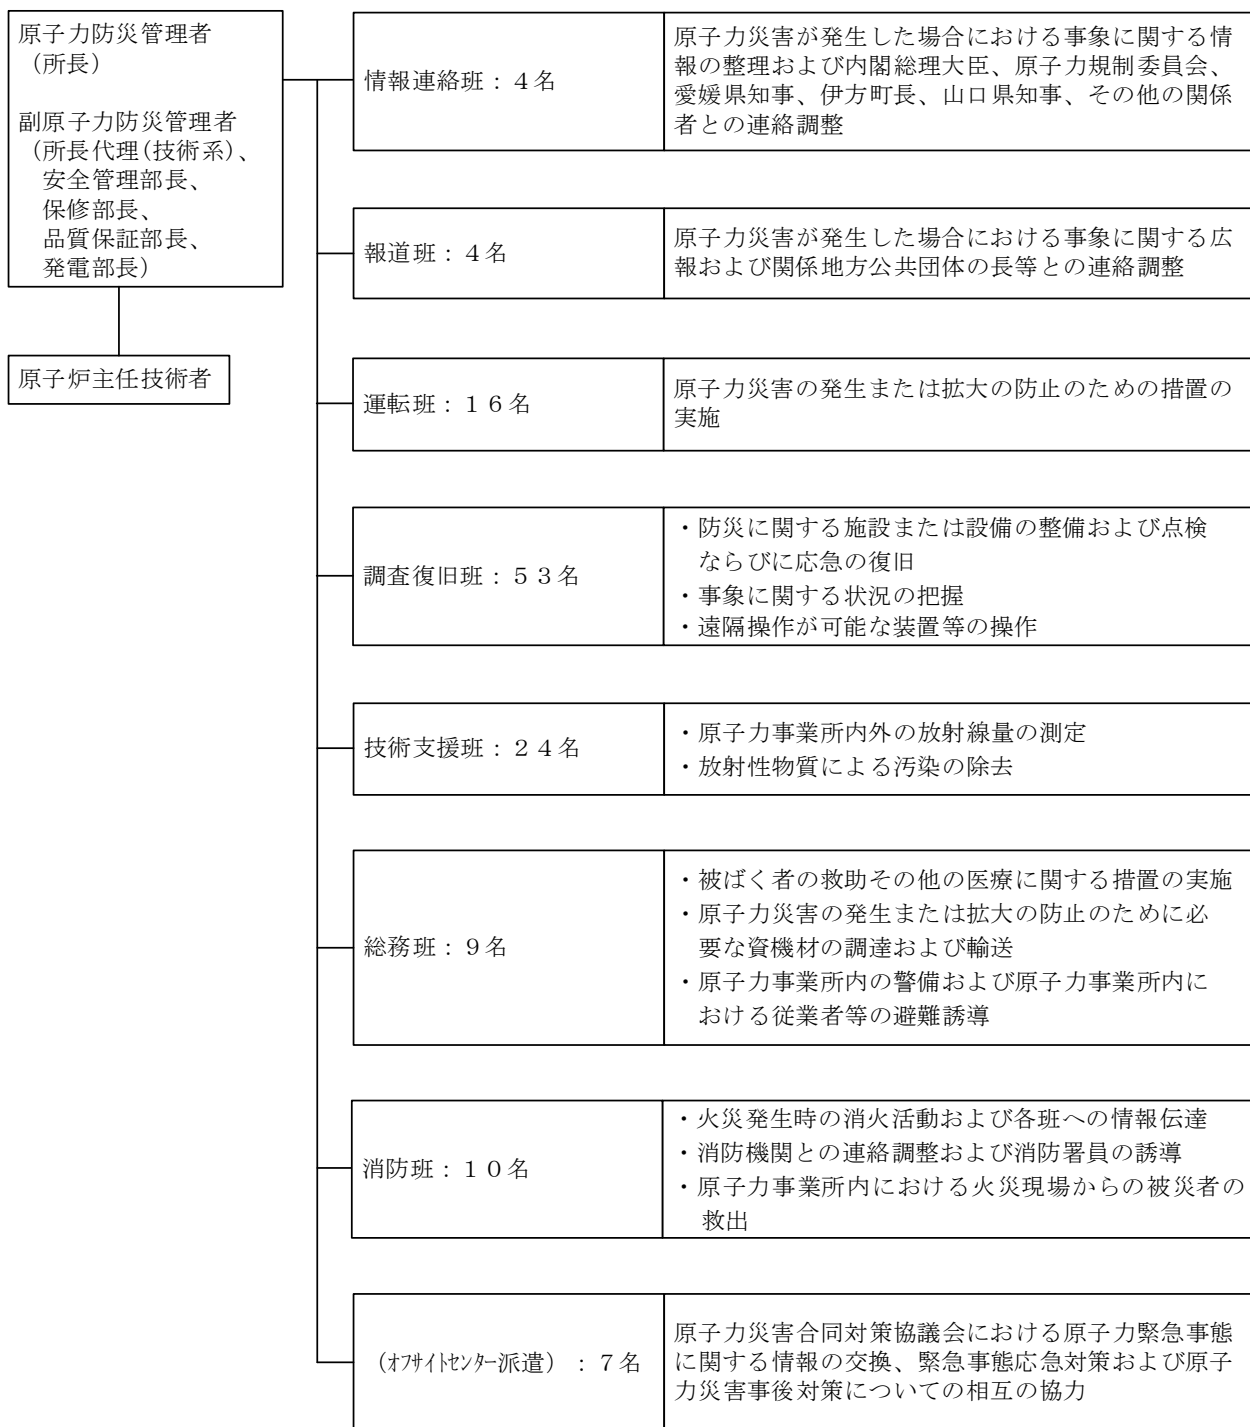 原子力防災管理者
（所長）
副原子力防災管理者
（所長代理(技術系)、
安全管理部長、
保修部長、
品質保証部長、
発電部長）
原子炉主任技術者
情報連絡班：４名
原子力災害が発生した場合における事象に関する情
報の整理および内閣総理大臣、原子力規制委員会、
愛媛県知事、伊方町長、山口県知事、その他の関係
者との連絡調整
報道班：４名
原子力災害が発生した場合における事象に関する広
報および関係地方公共団体の長等との連絡調整
運転班：１６名
原子力災害の発生または拡大の防止のための措置の
実施
調査復旧班：５３名
・防災に関する施設または設備の整備および点検
ならびに応急の復旧
・事象に関する状況の把握
・遠隔操作が可能な装置等の操作
技術支援班：２４名
・原子力事業所内外の放射線量の測定
・放射性物質による汚染の除去
総務班：９名
・被ばく者の救助その他の医療に関する措置の実施
・原子力災害の発生または拡大の防止のために必
要な資機材の調達および輸送
・原子力事業所内の警備および原子力事業所内に
おける従業者等の避難誘導
消防班：１０名
・火災発生時の消火活動および各班への情報伝達
・消防機関との連絡調整および消防署員の誘導
・原子力事業所内における火災現場からの被災者の
救出
（ｵﾌｻｲﾄｾﾝﾀｰ派遣）：７名
原子力災害合同対策協議会における原子力緊急事態
に関する情報の交換、緊急事態応急対策および原子
力災害事後対策についての相互の協力